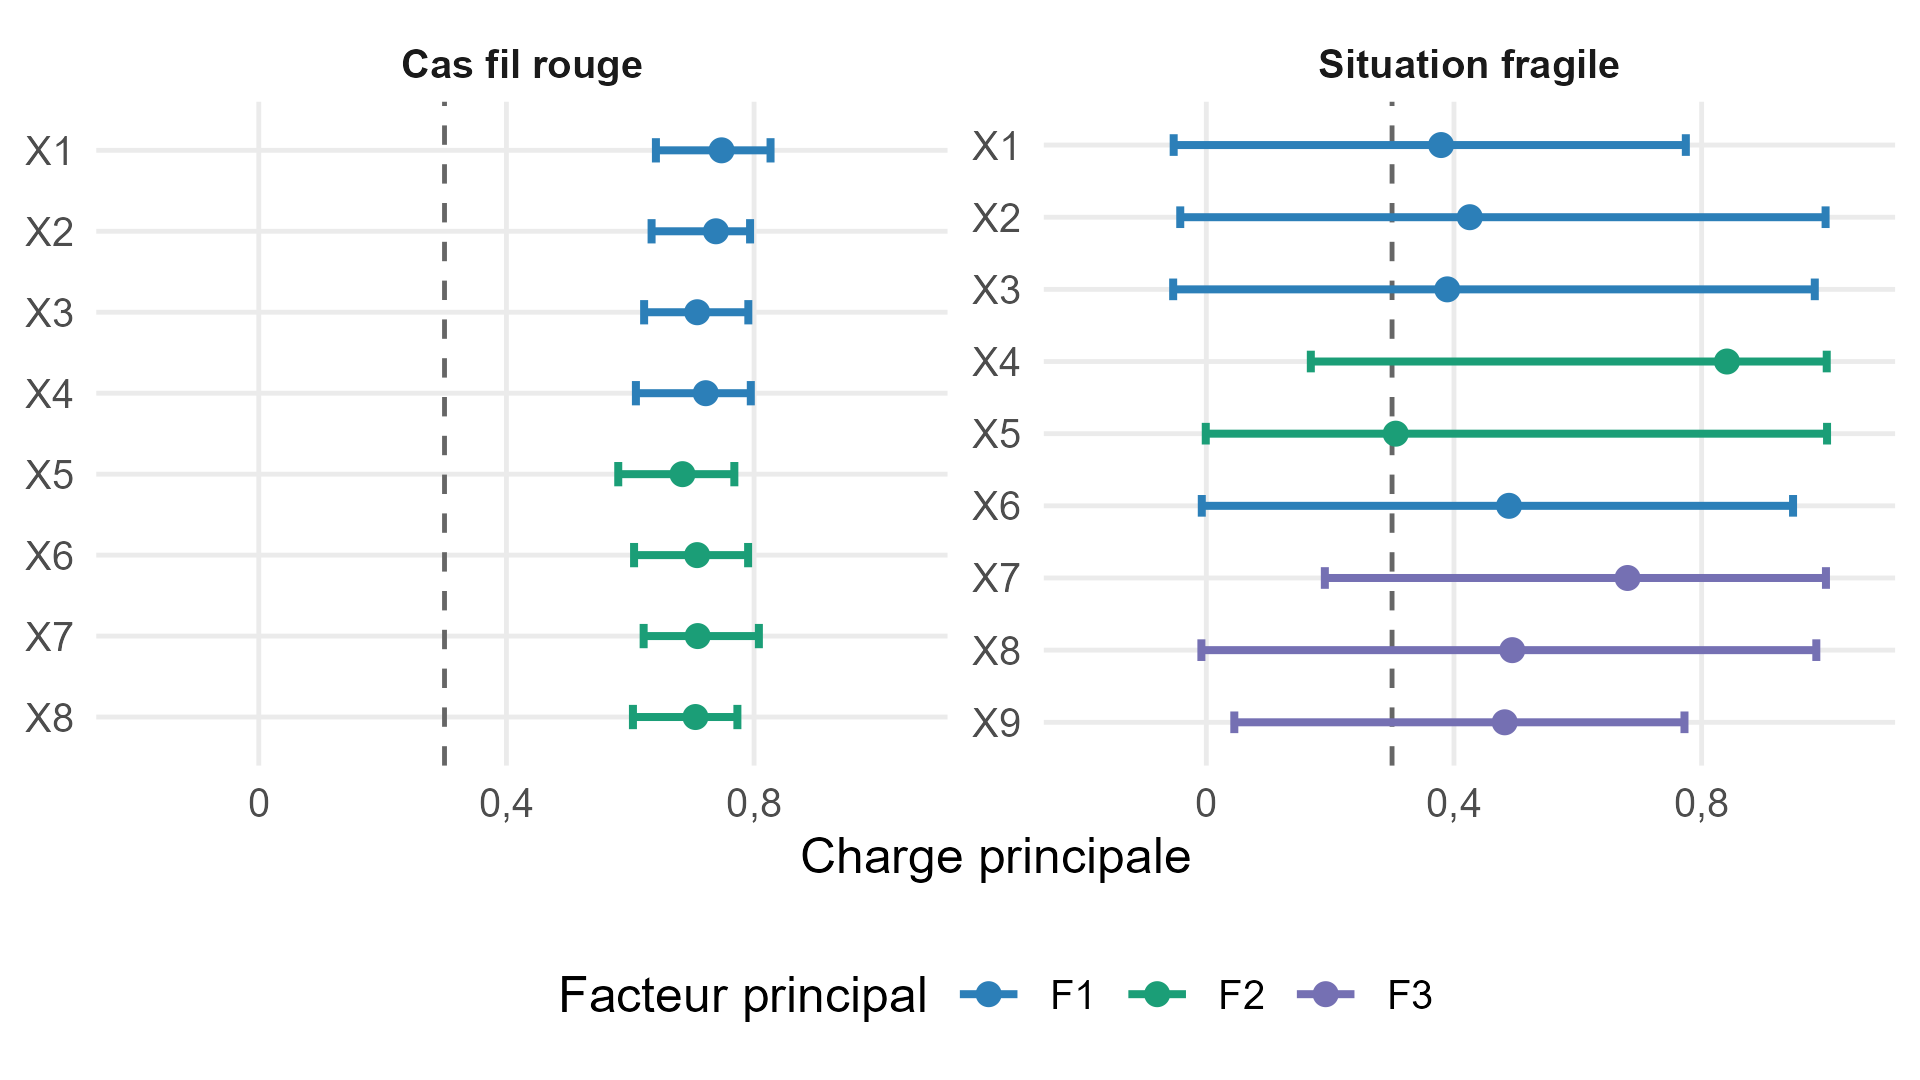 Cas fil rouge
X1
X2
X3
X4
X5
X6
X7
X8
0 0,4 0,8
Situation fragile
X1
X2
X3
X4
X5
X6
X7
X8
X9
0 0,4 0,8
Charge principale
Facteur principal F1 F2 F3